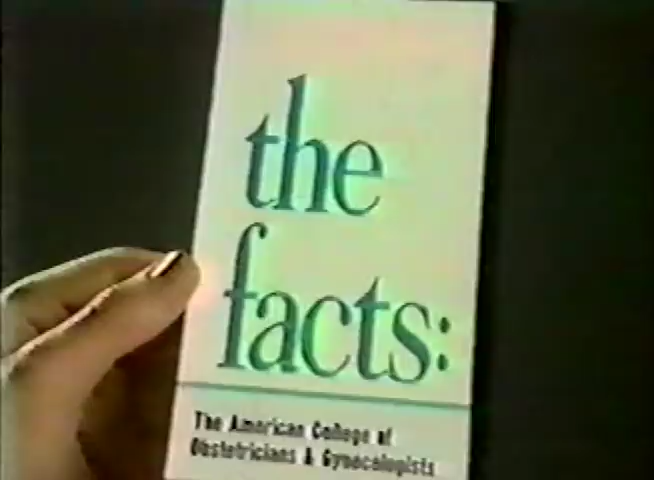 the
facts:
The American College of
Obstetricians & Gynecologists